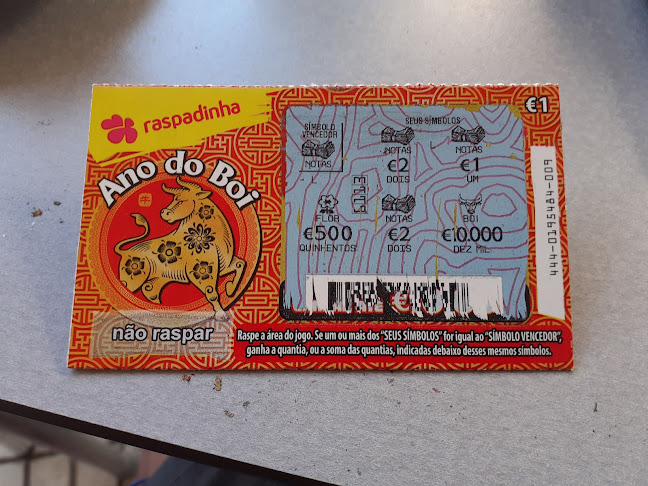 raspadinha
€1
Ano do Boi
não raspar
SÍMBOLO
VENCEDOR
NOTAS
SEUS SÍMBOLOS
NOTAS
€2
DOIS
NOTAS
€1
UM
FLOR
€500
QUINHENTOS
NOTAS
€2
DOIS
BOI
€10.000
DEZ MIL
Raspe a área do jogo. Se um ou mais dos "SEUS SÍMBOLOS" for igual ao "SÍMBOLO VENCEDOR",
ganha a quantia, ou a soma das quantias, indicadas debaixo desses mesmos símbolos.